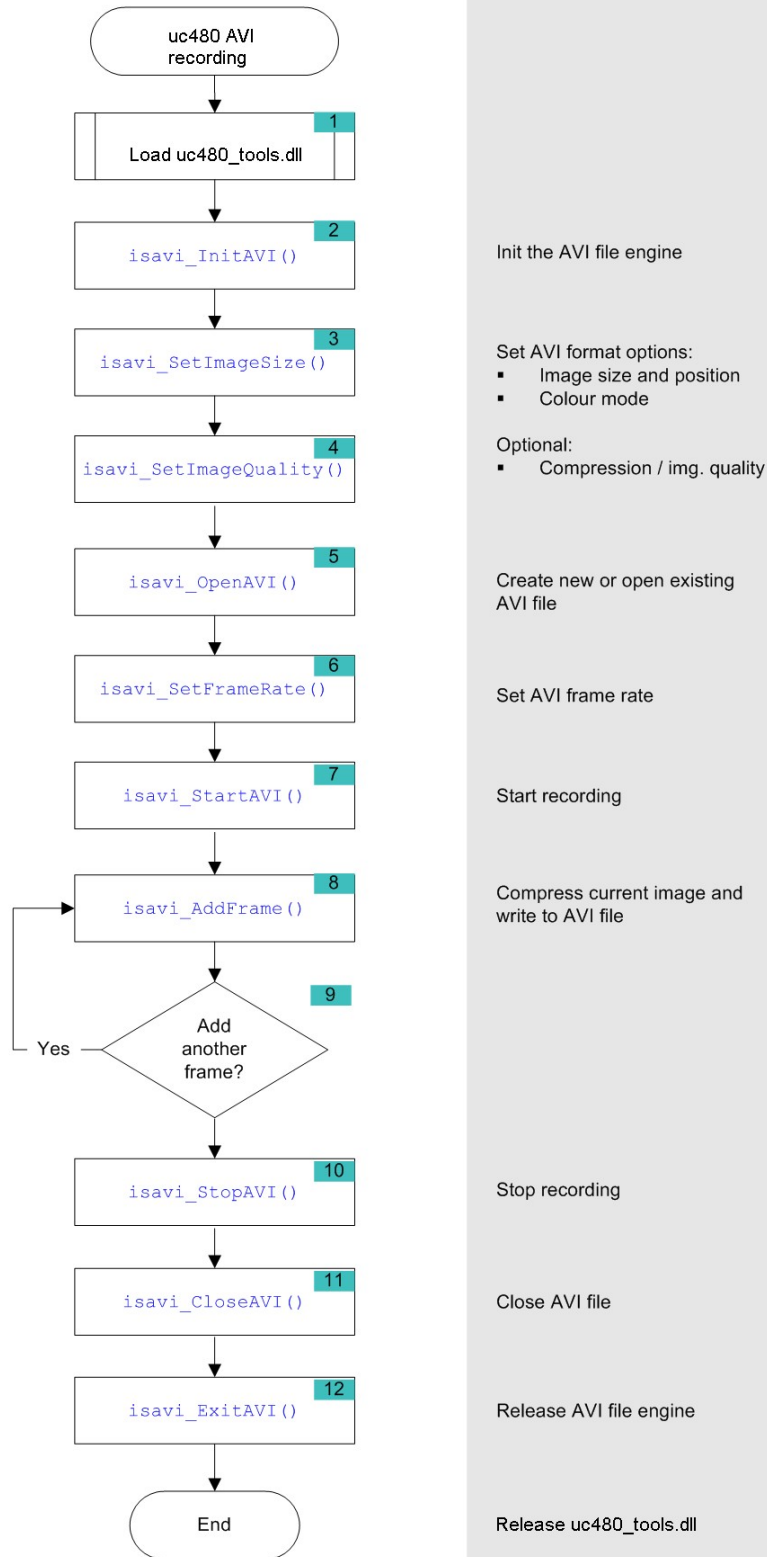 uc480 AVI
recording
1
Load uc480_tools.dll
2
isavi_InitAVI()
Init the AVI file engine
3
isavi_SetImageSize()
Set AVI format options:
▪ Image size and position
▪ Colour mode
4
isavi_SetImageQuality()
Optional:
▪ Compression / img. quality
5
isavi_OpenAVI()
Create new or open existing
AVI file
6
isavi_SetFrameRate()
Set AVI frame rate
7
isavi_StartAVI()
Start recording
8
isavi_AddFrame()
Compress current image and
write to AVI file
9
Add
another
frame?
Yes
10
isavi_StopAVI()
Stop recording
11
isavi_CloseAVI()
Close AVI file
12
isavi_ExitAVI()
Release AVI file engine
End
Release uc480_tools.dll